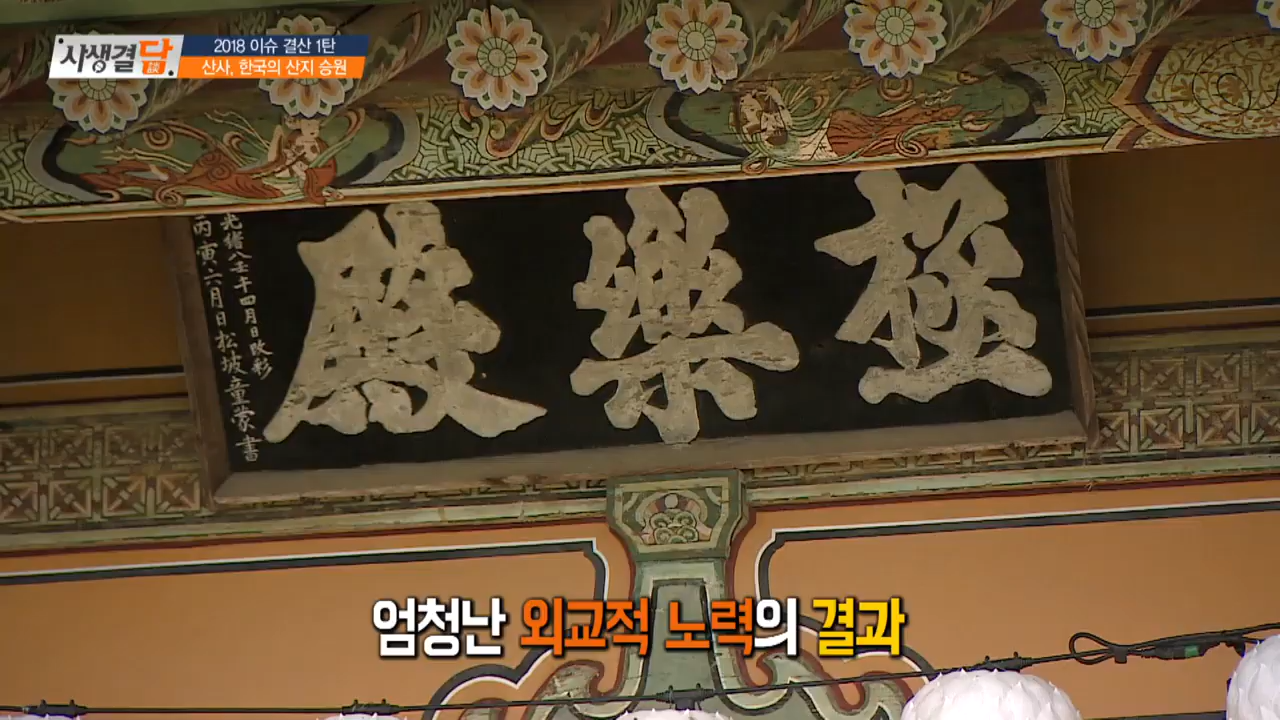 사생결담
談
2018 이슈 결산 1탄
산사, 한국의 산지 승원
極樂殿
光緖八壬午四月日改彩
丙寅六月日松坡童蒙書
엄청난 외교적 노력의 결과